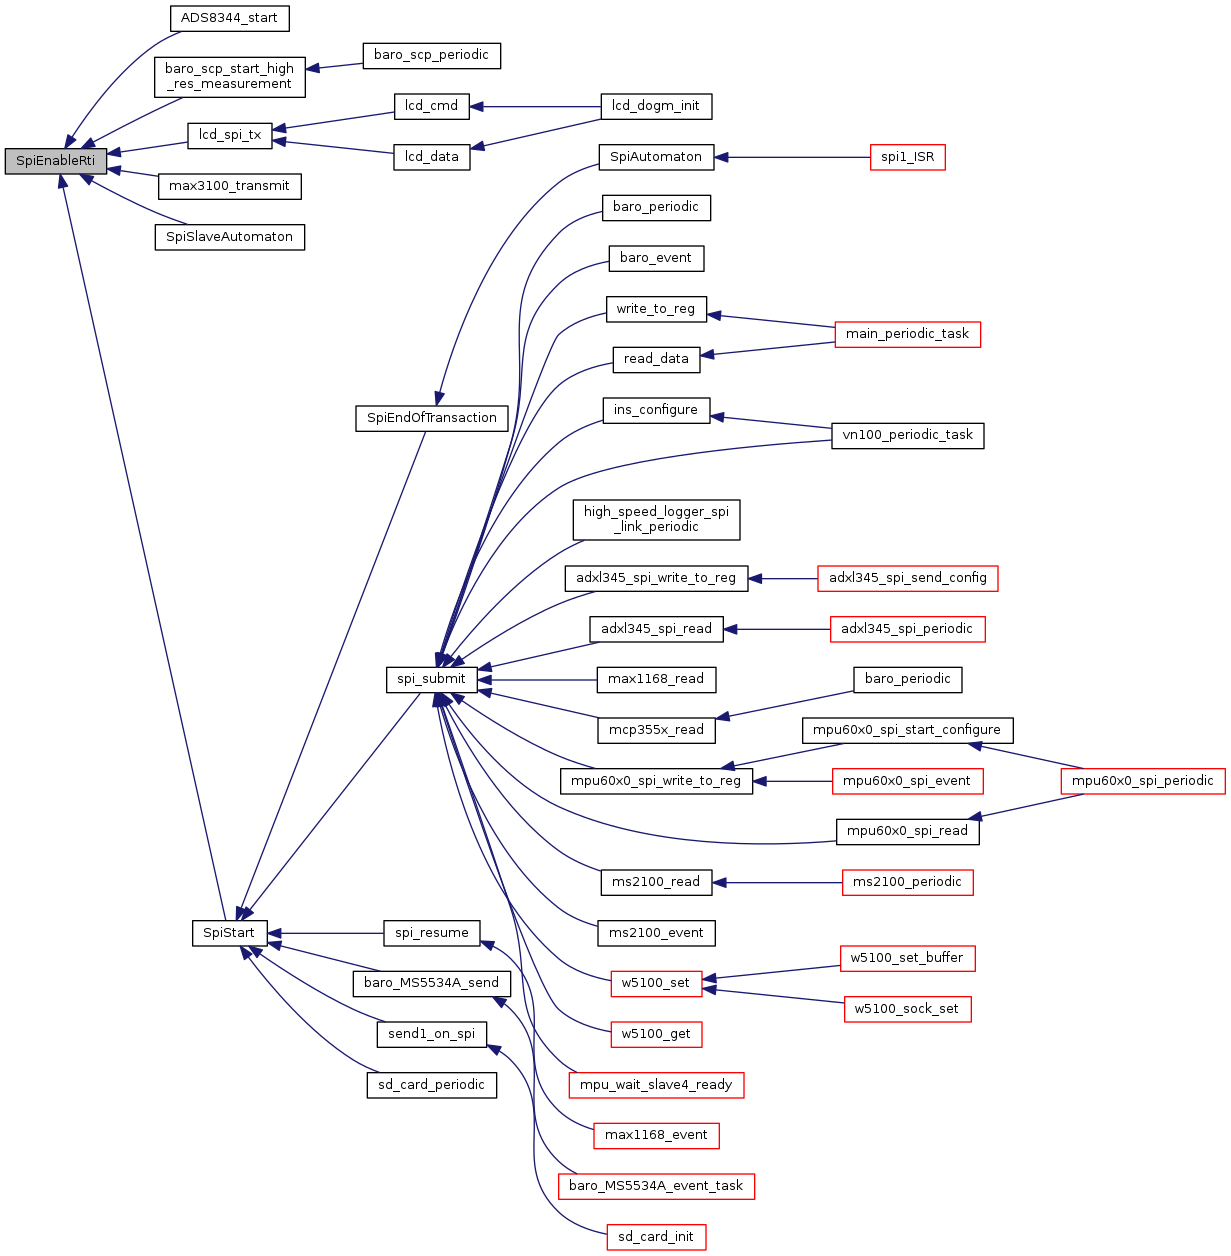 ADS8344_start
baro_scp_start_high
_res_measurement
baro_scp_periodic
lcd_cmd
lcd_dogm_init
lcd_spi_tx
lcd_data
SpiEnableRti
SpiAutomaton
spi1_ISR
max3100_transmit
baro_periodic
SpiSlaveAutomaton
baro_event
write_to_reg
main_periodic_task
read_data
ins_configure
SpiEndOfTransaction
vn100_periodic_task
high_speed_logger_spi
_link_periodic
adxl345_spi_write_to_reg
adxl345_spi_send_config
adxl345_spi_read
adxl345_spi_periodic
spi_submit
max1168_read
baro_periodic
mcp355x_read
mpu60x0_spi_start_configure
mpu60x0_spi_write_to_reg
mpu60x0_spi_event
mpu60x0_spi_periodic
mpu60x0_spi_read
ms2100_read
ms2100_periodic
SpiStart
spi_resume
ms2100_event
w5100_set_buffer
baro_MS5534A_send
w5100_set
w5100_sock_set
send1_on_spi
w5100_get
sd_card_periodic
mpu_wait_slave4_ready
max1168_event
baro_MS5534A_event_task
sd_card_init